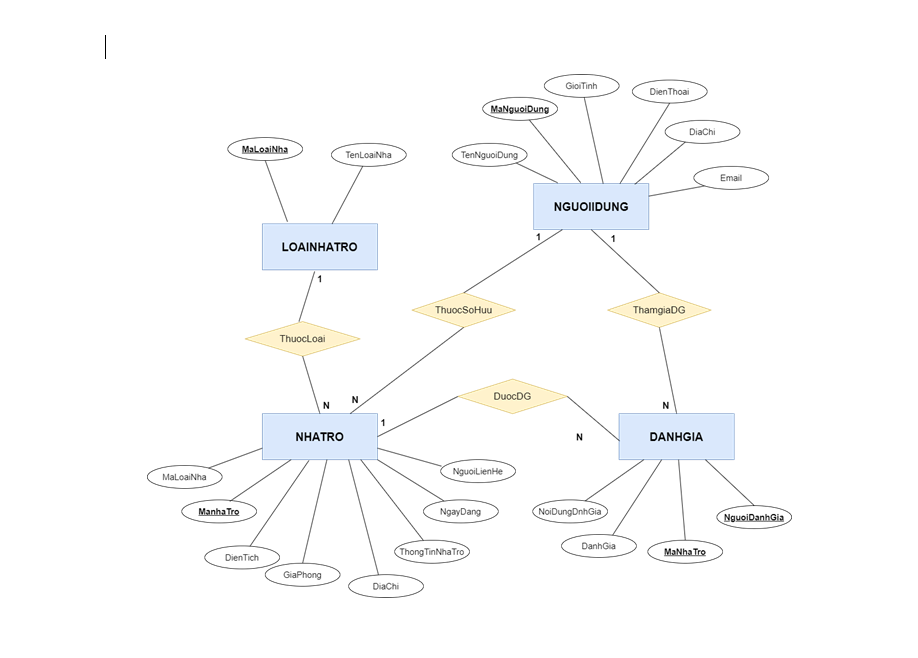 GioiTinh
DienThoai
MaNguoiDung
DiaChi
MaLoaiNha
TenLoaiNha
TenNguoiDung
Email
NGUOIIDUNG
LOAINHATRO
1
1
1
ThuocSoHuu
ThamgiaDG
ThuocLoai
DuocDG
N
N
N
1
NHATRO
N
DANHGIA
MaLoaiNha
NguoiLienHe
ManhaTro
NgayDang
NoiDungDnhGia
NguoiDanhGia
DienTich
ThongTinNhaTro
DanhGia
MaNhaTro
GiaPhong
DiaChi